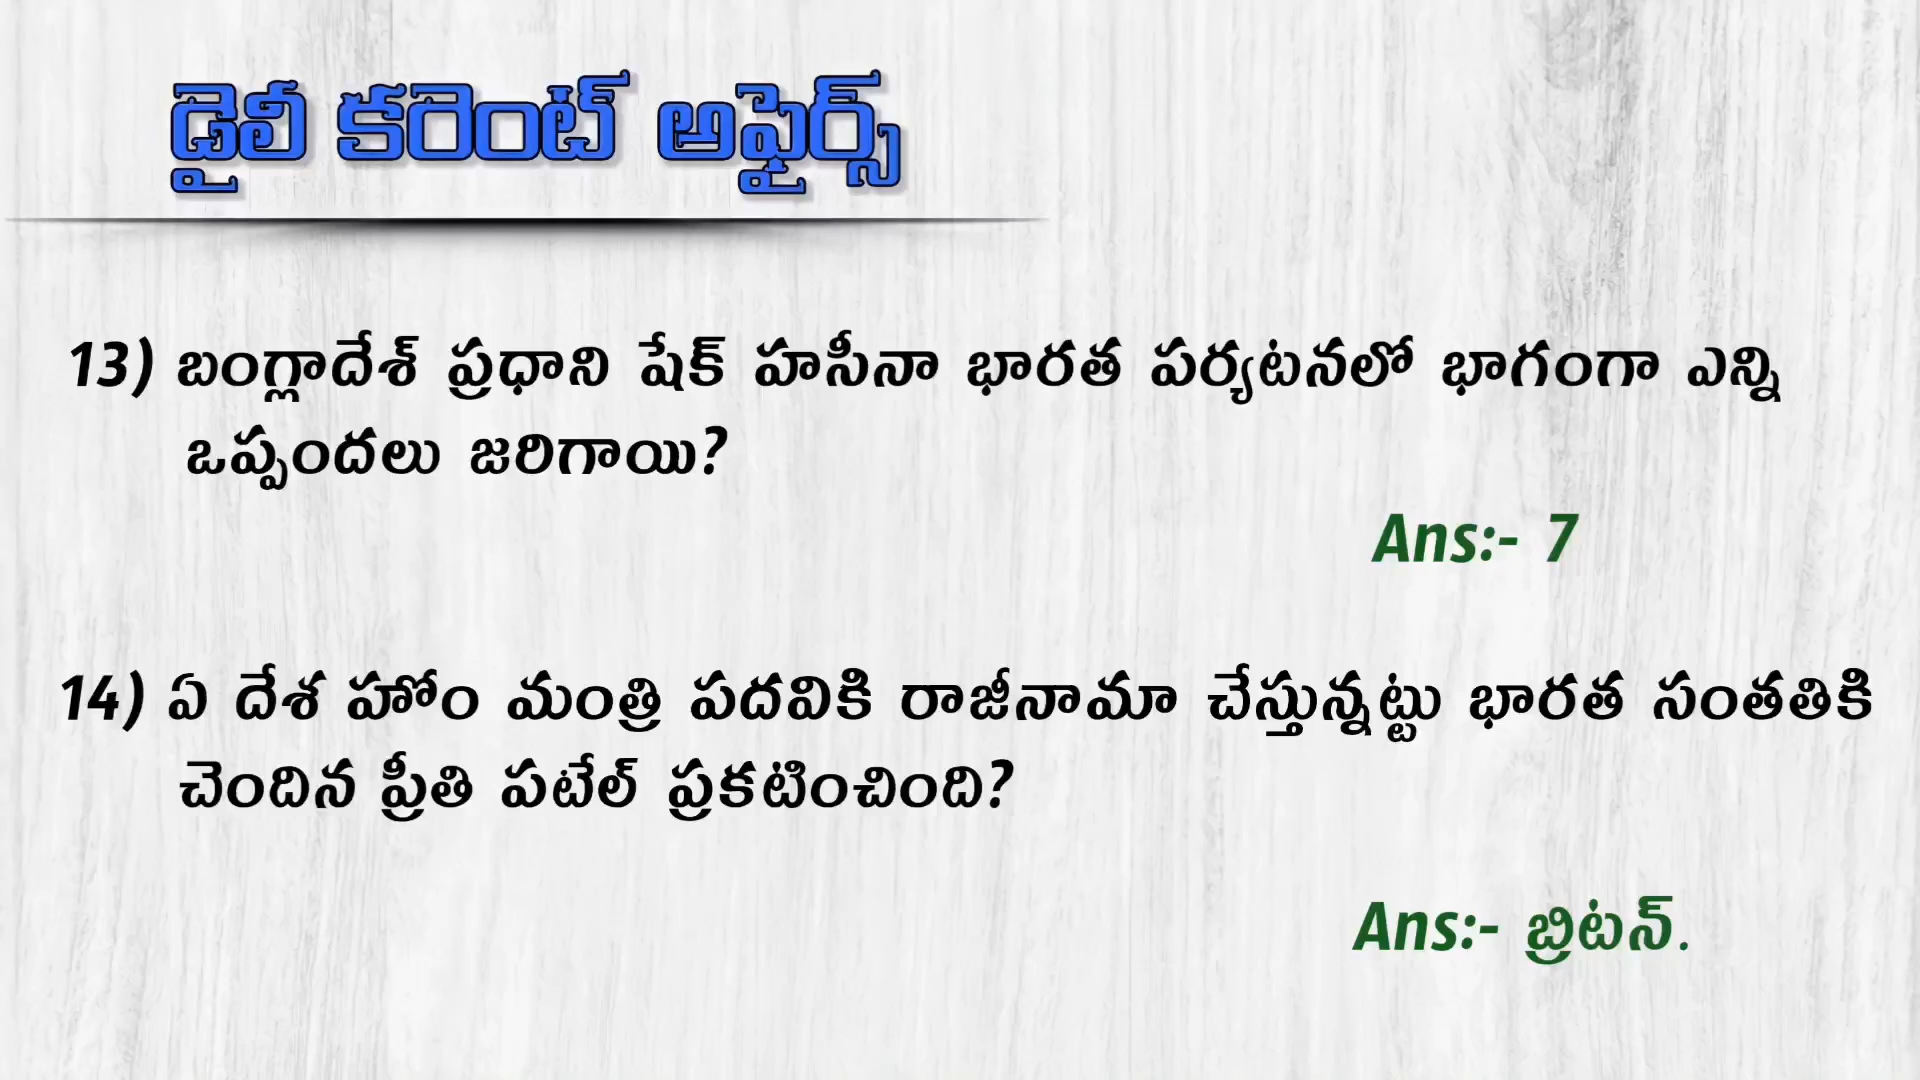 డైలీ కరెంట్ అఫైర్స్
13) బంగ్లాదేశ్ ప్రధాని షేక్ హసీనా భారత పర్యటనలో భాగంగా ఎన్ని
ఒప్పందలు జరిగాయి?
Ans:- 7
14) ఏ దేశ హోం మంత్రి పదవికి రాజీనామా చేస్తున్నట్టు భారత సంతతికి
చెందిన ప్రీతి పటేల్ ప్రకటించింది?
Ans:- బ్రిటన్.